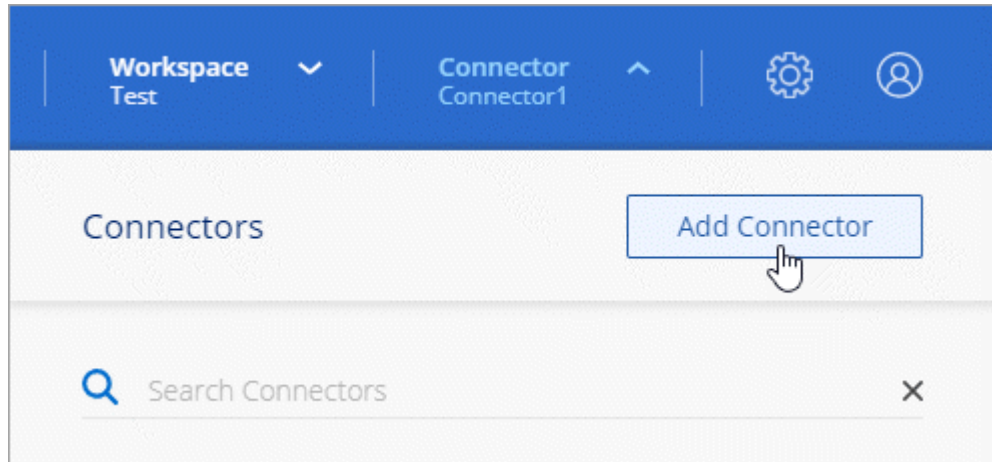 Workspace
Test
Connector
Connector1
Connectors
Add Connector
Search Connectors